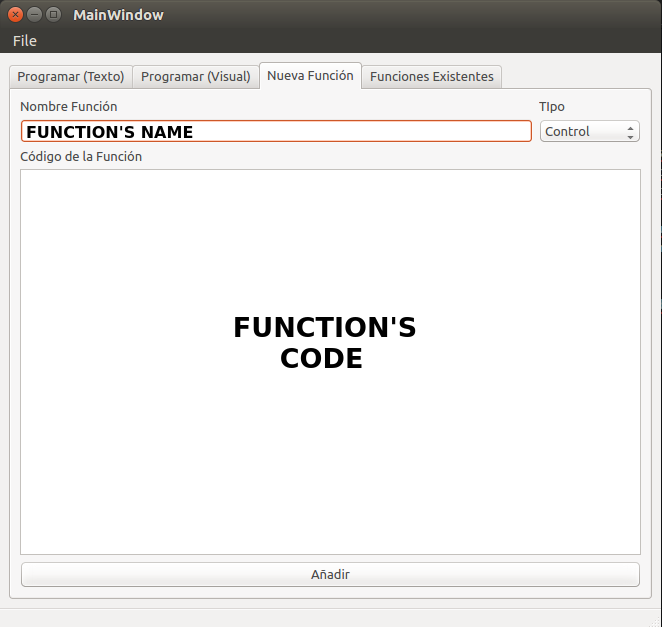 MainWindow
File
Programar (Texto) Programar (Visual) Nueva Función Funciones Existentes
Nombre Función TIpo
FUNCTION'S NAME Control
Código de la Función
FUNCTION'S
CODE
Añadir